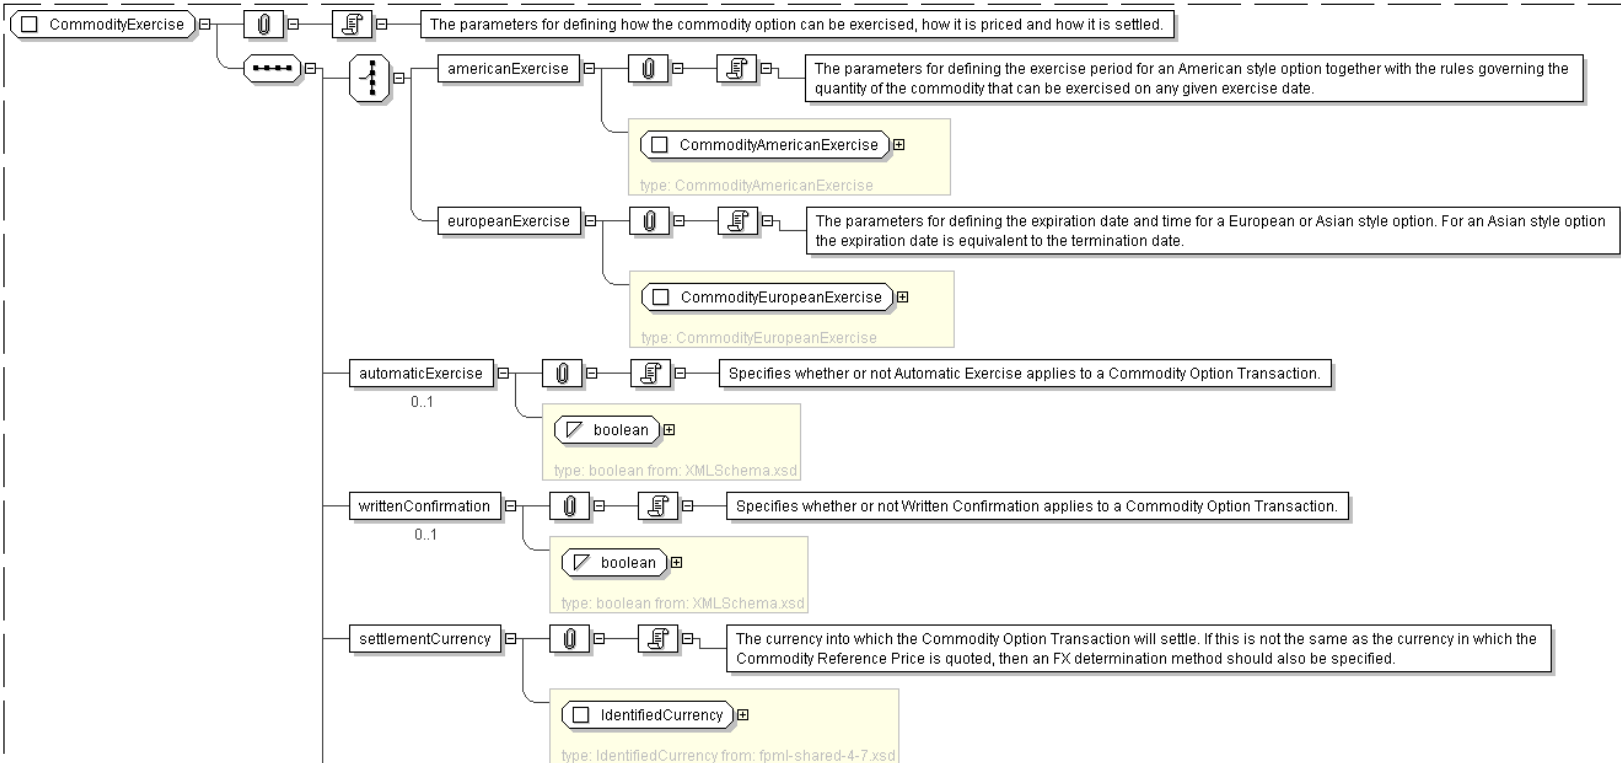 CommodityExercise
The parameters for defining how the commodity option can be exercised, how it is priced and how it is settled.
americanExercise
The parameters for defining the exercise period for an American style option together with the rules governing the
quantity of the commodity that can be exercised on any given exercise date.
CommodityAmericanExercise
type: CommodityAmericanExercise
europeanExercise
The parameters for defining the expiration date and time for a European or Asian style option. For an Asian style option
the expiration date is equivalent to the termination date.
CommodityEuropeanExercise
type: CommodityEuropeanExercise
automaticExercise
Specifies whether or not Automatic Exercise applies to a Commodity Option Transaction.
0..1
boolean
type: boolean from: XMLSchema.xsd
writtenConfirmation
Specifies whether or not Written Confirmation applies to a Commodity Option Transaction.
0..1
boolean
type: boolean from: XMLSchema.xsd
settlementCurrency
The currency into which the Commodity Option Transaction will settle. If this is not the same as the currency in which the
Commodity Reference Price is quoted, then an FX determination method should also be specified.
IdentifiedCurrency
type: IdentifiedCurrency from: fpml-shared-4-7.xsd